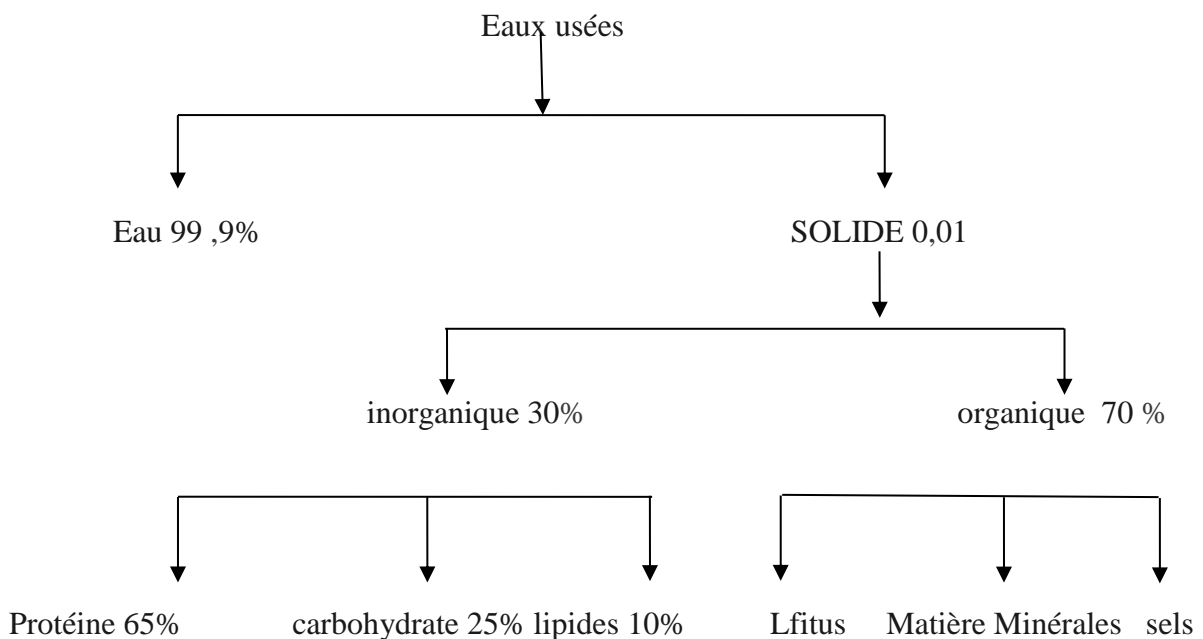 Eaux usées
Eau 99 ,9% SOLIDE 0,01
inorganique 30% organique 70 %
Protéine 65% carbohydrate 25% lipides 10% Lfitus Matière Minérales sels